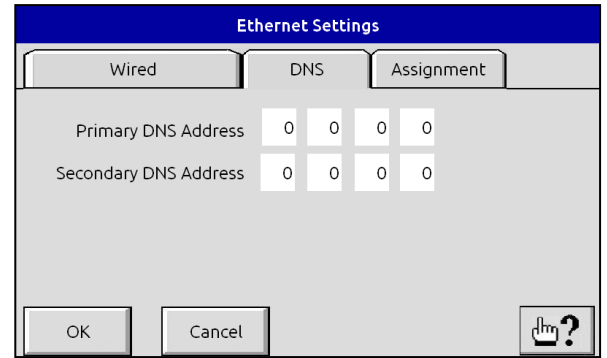 Ethernet Settings
Wired DNS Assignment
Primary DNS Address 0 0 0 0
Secondary DNS Address 0 0 0 0
OK Cancel ?